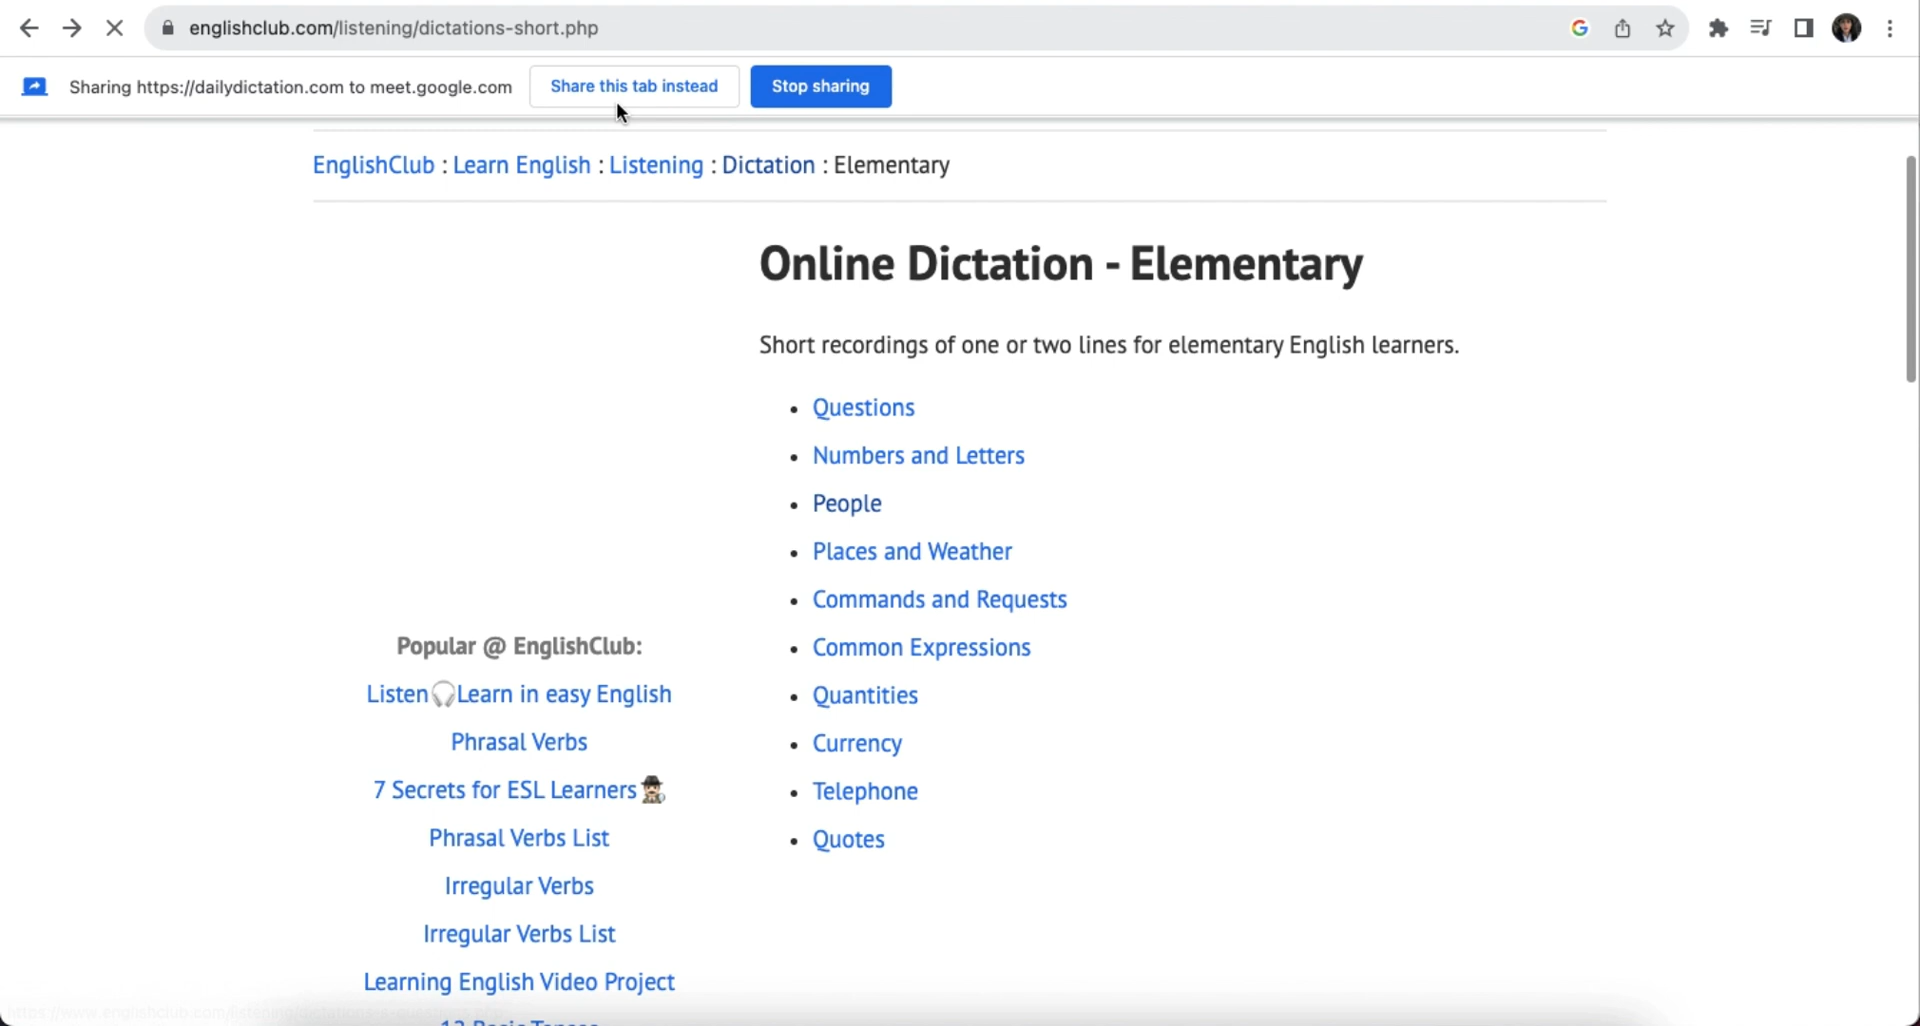 englishclub.com/listening/dictations-short.php
Sharing https://dailydictation.com to meet.google.com Share this tab instead Stop sharing
EnglishClub : Learn English : Listening : Dictation : Elementary
Online Dictation - Elementary
Short recordings of one or two lines for elementary English learners.
• Questions
• Numbers and Letters
• People
• Places and Weather
• Commands and Requests
• Common Expressions
• Quantities
• Currency
• Telephone
• Quotes
Popular @ EnglishClub:
Listen🎧Learn in easy English
Phrasal Verbs
7 Secrets for ESL Learners🕵🏻‍♂️
Phrasal Verbs List
Irregular Verbs
Irregular Verbs List
Learning English Video Project